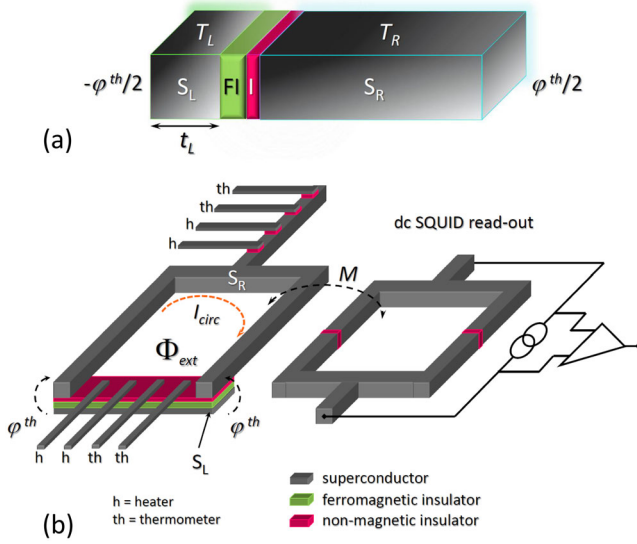 T_L T_R
-φ^th/2 S_L FI I S_R φ^th/2
t_L
(a)
th
th
h
h
dc SQUID read-out
S_R
M
I_circ
Φ_ext
φ^th φ^th
h h th th
S_L
superconductor
h = heater
ferromagnetic insulator
th = thermometer
non-magnetic insulator
(b)